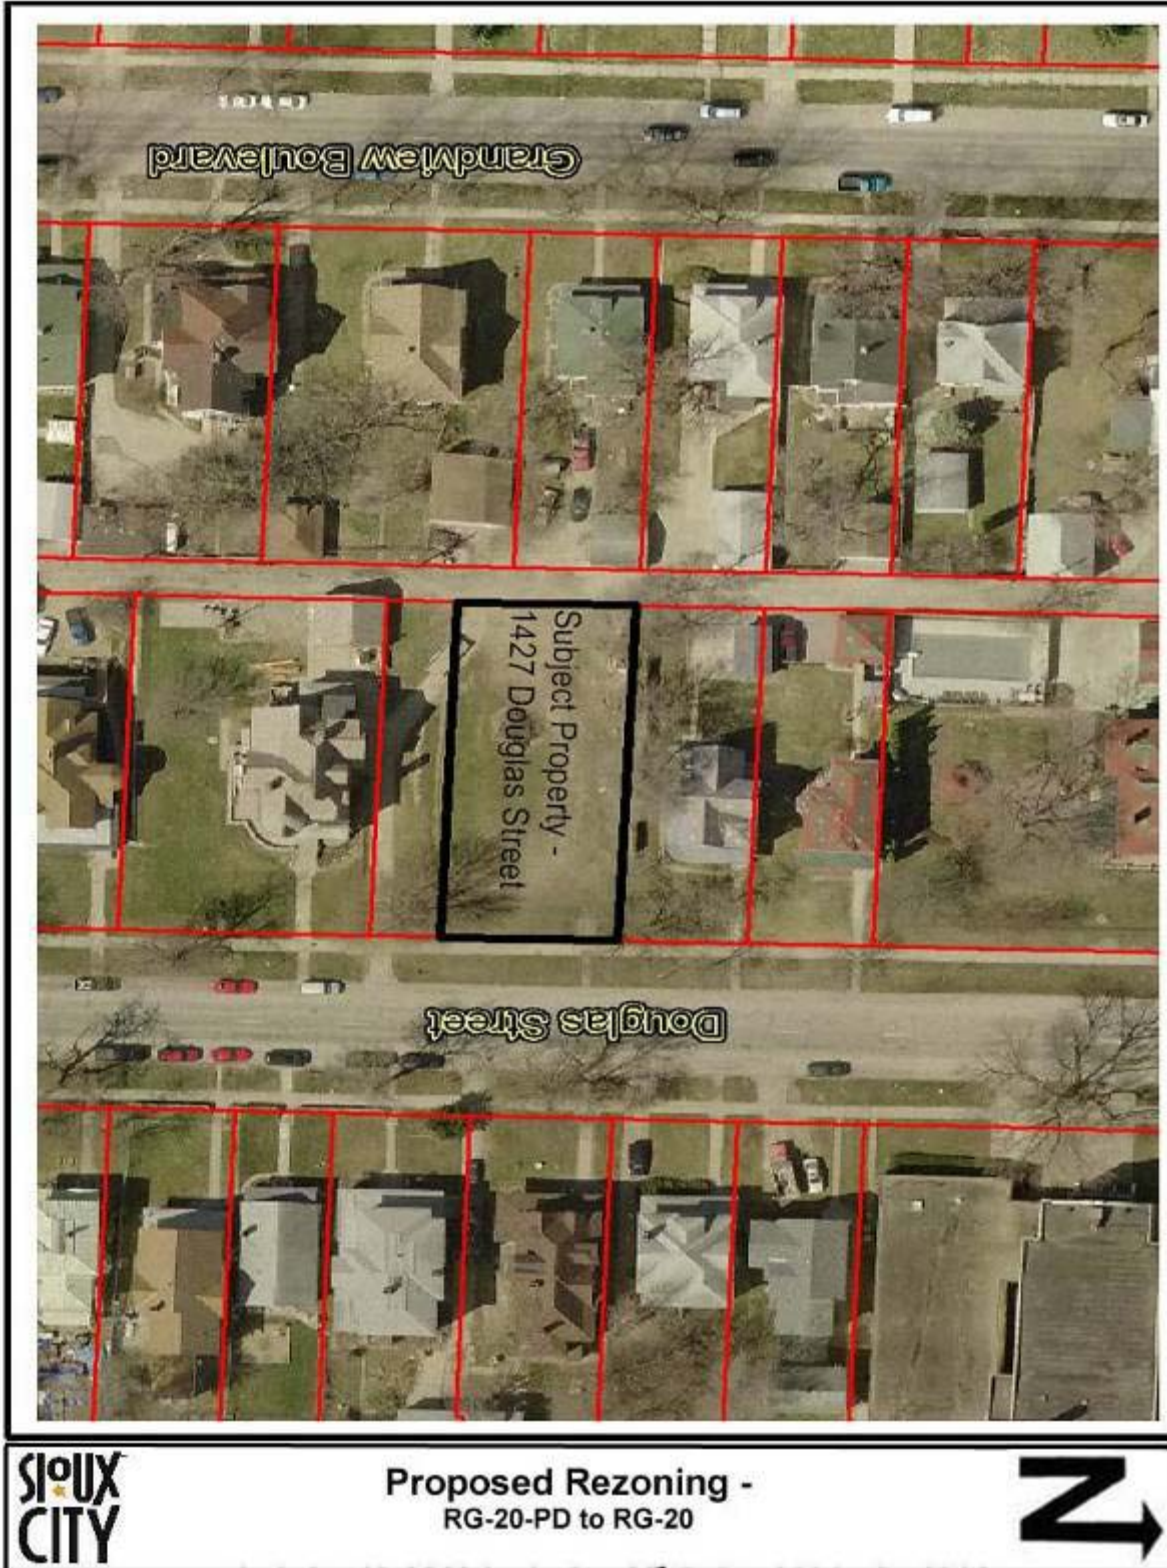 Grandview Boulevard
Subject Property -
1427 Douglas Street
Douglas Street
SIOUX
CITY
Proposed Rezoning -
RG-20-PD to RG-20
N